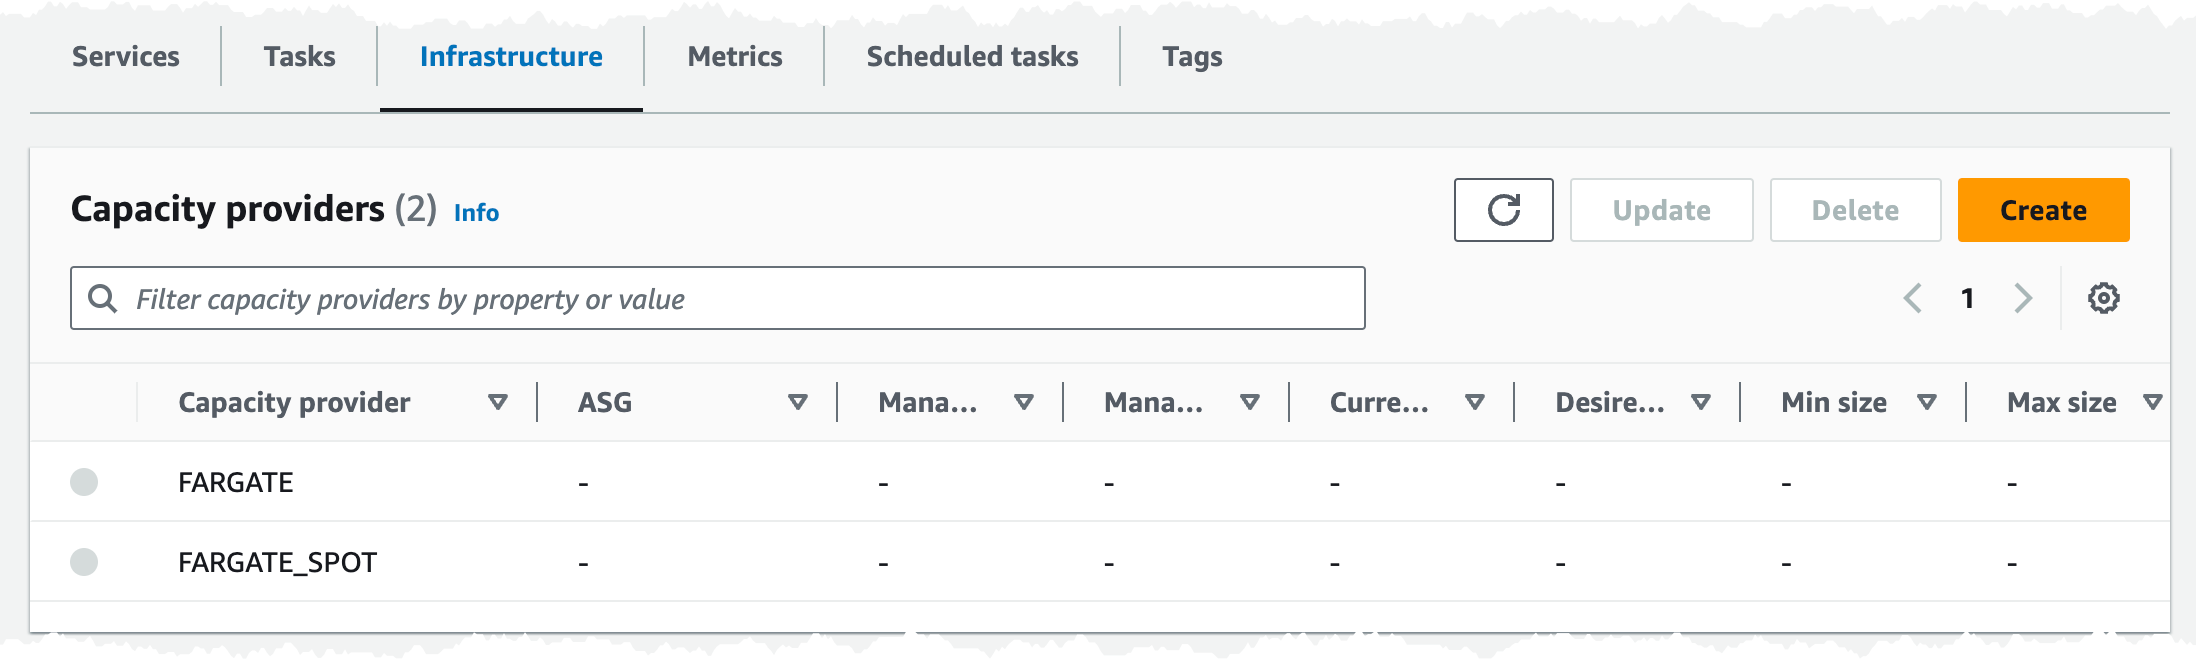 Services Tasks Infrastructure Metrics Scheduled tasks Tags
Capacity providers (2) Info Update Delete Create
Filter capacity providers by property or value 1
Capacity provider ASG Mana... Mana... Curre... Desire... Min size Max size
FARGATE - - - - - - -
FARGATE_SPOT - - - - - - -